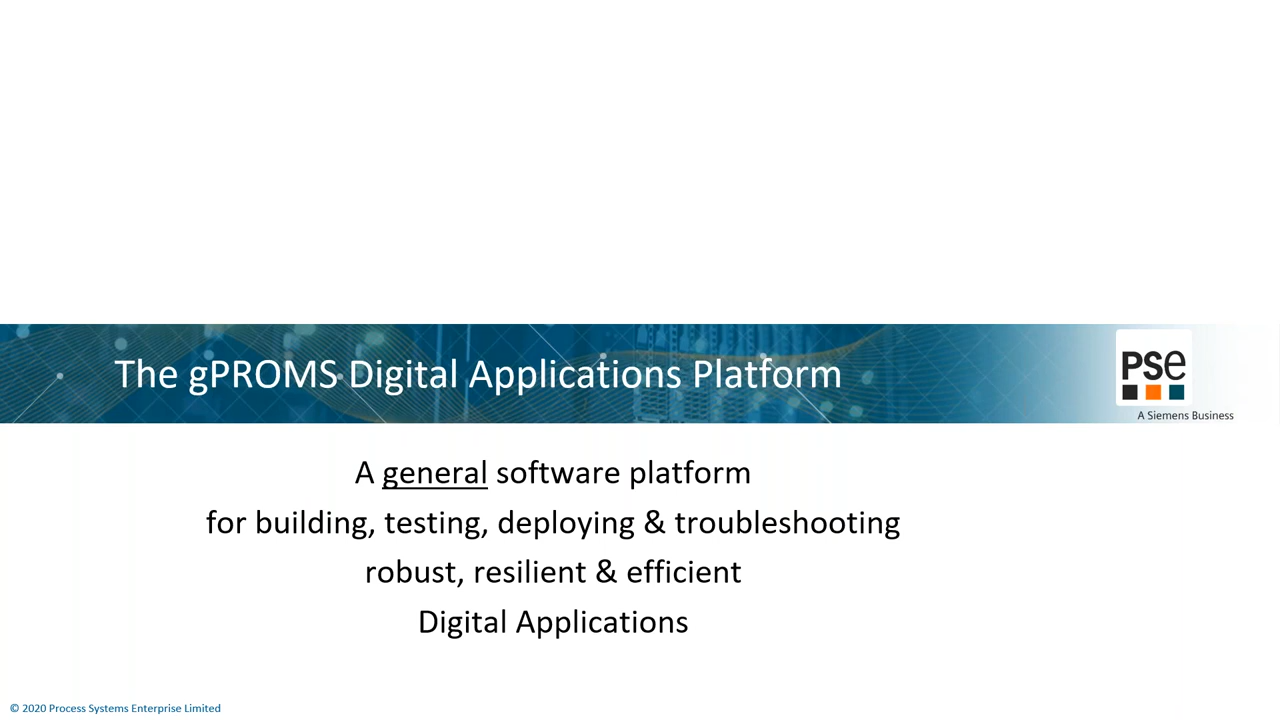 The gPROMS Digital Applications Platform
PSe
A Siemens Business
A general software platform
for building, testing, deploying & troubleshooting
robust, resilient & efficient
Digital Applications
© 2020 Process Systems Enterprise Limited